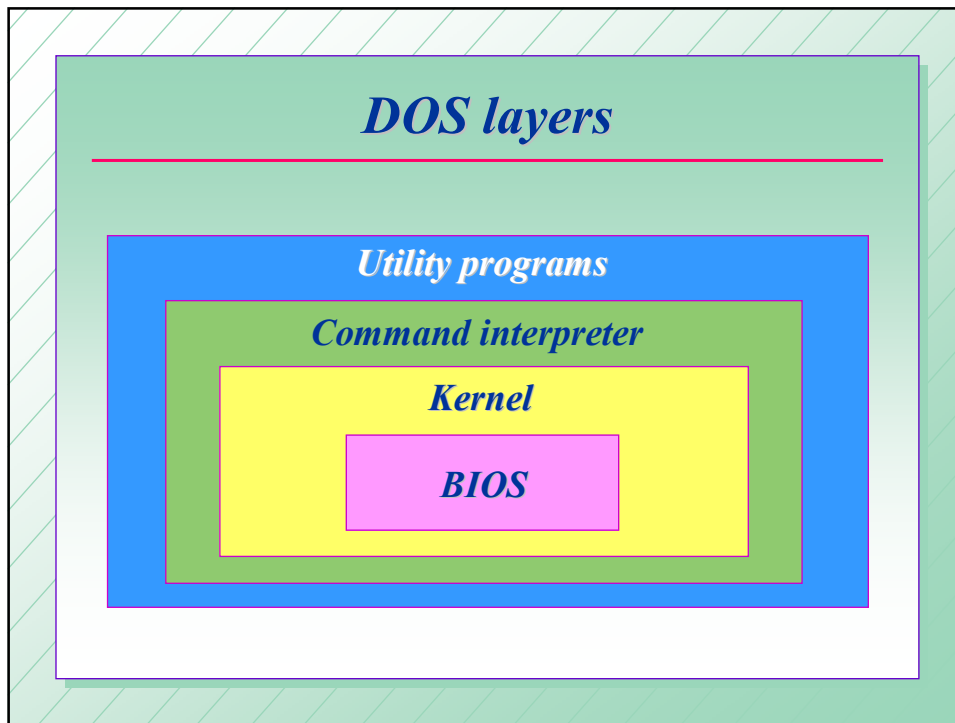 DOS layers
Utility programs
Command interpreter
Kernel
BIOS